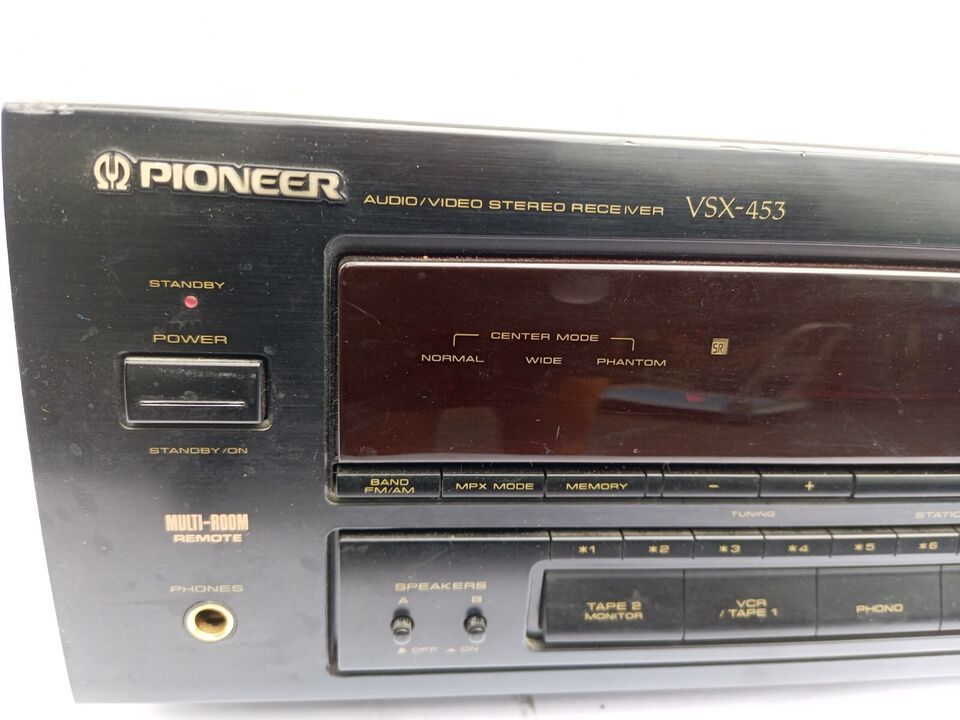 PIONEER
AUDIO/VIDEO STEREO RECEIVER VSX-453
STANDBY
POWER
STANDBY/ON
CENTER MODE
NORMAL WIDE PHANTOM
SR
BAND
FM/AM
MPX MODE
MEMORY
- +
TUNING
MULTI-ROOM
REMOTE
PHONES
*1 *2 *3 *4 *5 *6
SPEAKERS
A B
OFF ON
TAPE 2
MONITOR
VCR
/ TAPE 1
PHONO